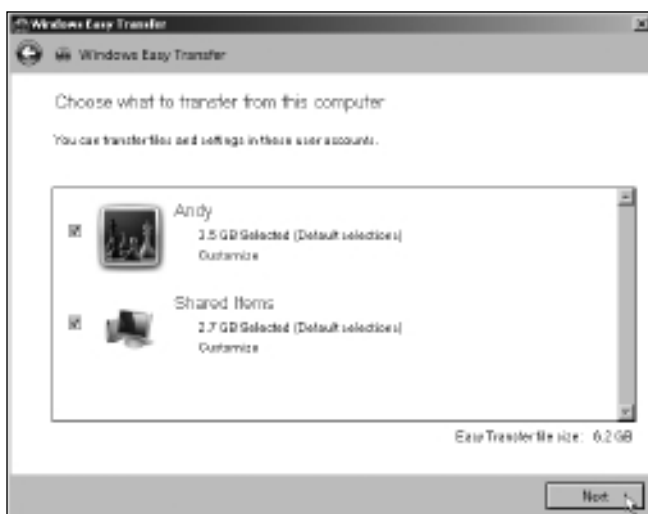 Windows Easy Transfer
Windows Easy Transfer
Choose what to transfer from this computer
You can transfer files and settings in these user accounts.
Andy
3.5 GB Selected (Default selections)
Customize
Shared Items
2.7 GB Selected (Default selections)
Customize
Easy Transfer file size: 6.2 GB
Next